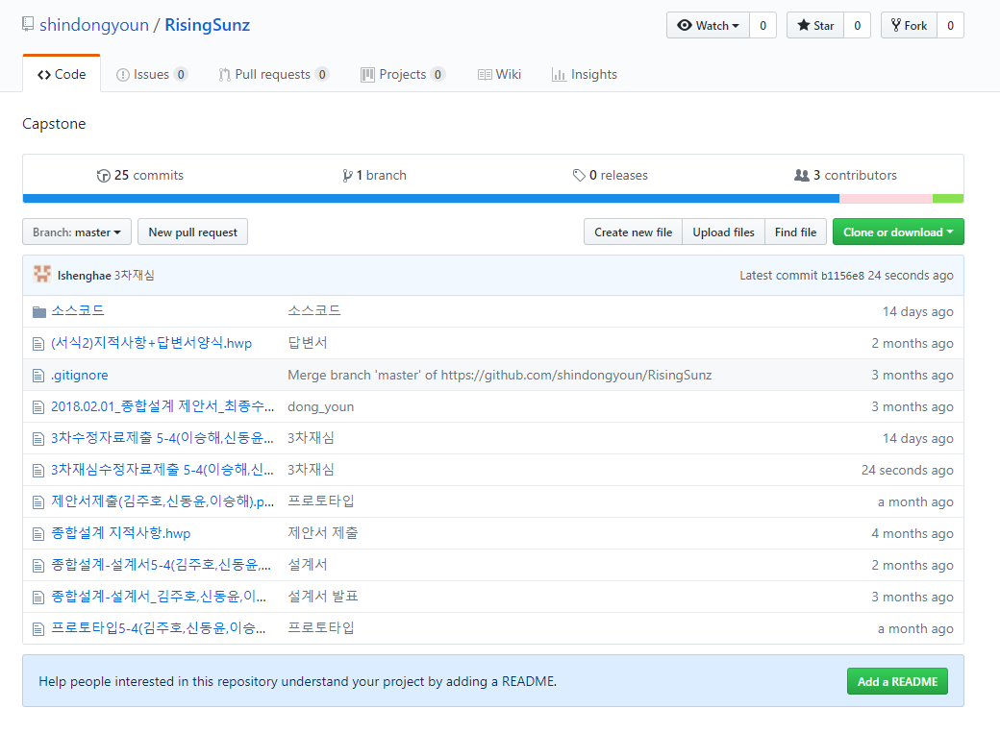 shindongyoun / RisingSunz
Watch 0 Star 0 Fork 0
Code Issues 0 Pull requests 0 Projects 0 Wiki Insights
Capstone
25 commits 1 branch 0 releases 3 contributors
Branch: master New pull request Create new file Upload files Find file Clone or download
lshenghae 3차재심 Latest commit b1156e8 24 seconds ago
소스코드 소스코드 14 days ago
(서식2)지적사항+답변서양식.hwp 답변서 2 months ago
.gitignore Merge branch 'master' of https://github.com/shindongyoun/RisingSunz 3 months ago
2018.02.01_종합설계 제안서_최종수... dong_youn 3 months ago
3차수정자료제출 5-4(이승해,신동윤... 3차재심 14 days ago
3차재심수정자료제출 5-4(이승해,신... 3차재심 24 seconds ago
제안서제출(김주호,신동윤,이승해).p... 프로토타입 a month ago
종합설계 지적사항.hwp 제안서 제출 4 months ago
종합설계-설계서5-4(김주호,신동윤,... 설계서 2 months ago
종합설계-설계서_김주호,신동윤,이... 설계서 발표 3 months ago
프로토타입5-4(김주호,신동윤,이승... 프로토타입 a month ago
Help people interested in this repository understand your project by adding a README. Add a README